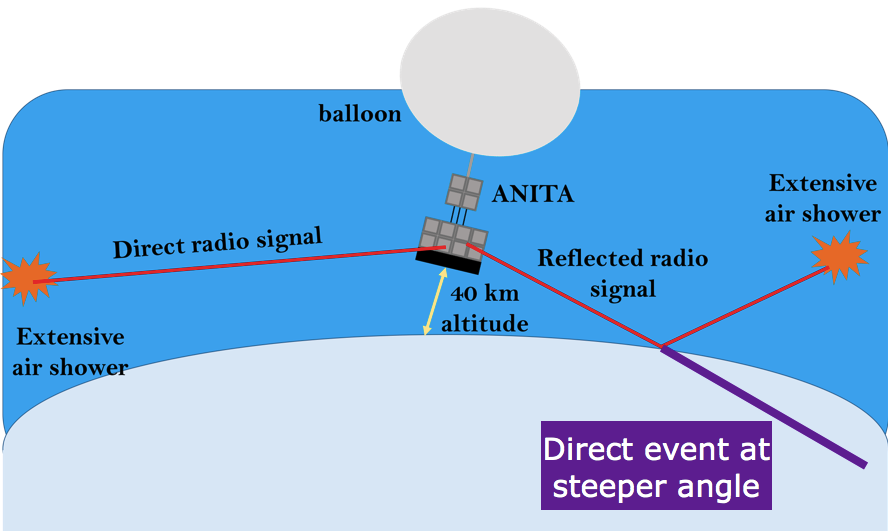 balloon
ANITA
Extensive
air shower
Direct radio signal
Reflected radio
signal
40 km
altitude
Extensive
air shower
Direct event at
steeper angle